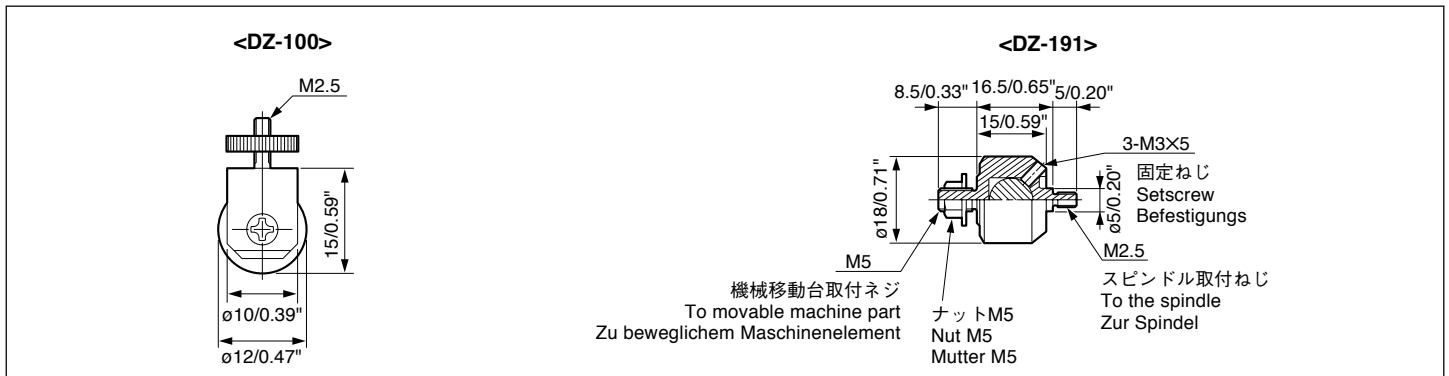 <DZ-100>
M2.5
15/0.59"
ø10/0.39"
ø12/0.47"
<DZ-191>
8.5/0.33" 16.5/0.65" 5/0.20"
15/0.59"
3-M3×5
固定ねじ
Setscrew
Befestigungs
ø18/0.71"
ø5/0.20"
M2.5
スピンドル取付ねじ
To the spindle
Zur Spindel
M5
機械移動台取付ネジ
To movable machine part
Zu beweglichem Maschinenelement
ナットM5
Nut M5
Mutter M5